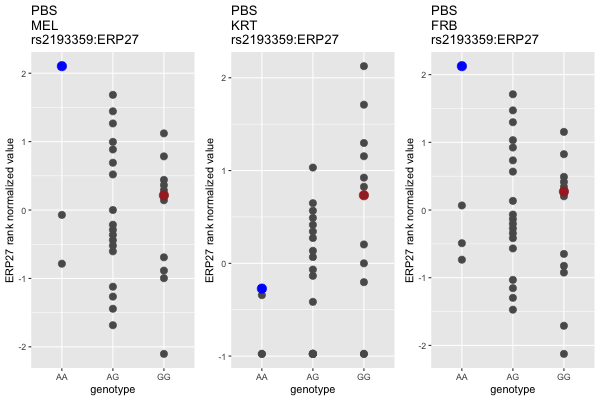 PBS
MEL
rs2193359:ERP27
ERP27 rank normalized value
2
1
0
-1
-2
AA
AG
GG
genotype
PBS
KRT
rs2193359:ERP27
ERP27 rank normalized value
2
1
0
-1
AA
AG
GG
genotype
PBS
FRB
rs2193359:ERP27
ERP27 rank normalized value
2
1
0
-1
-2
AA
AG
GG
genotype